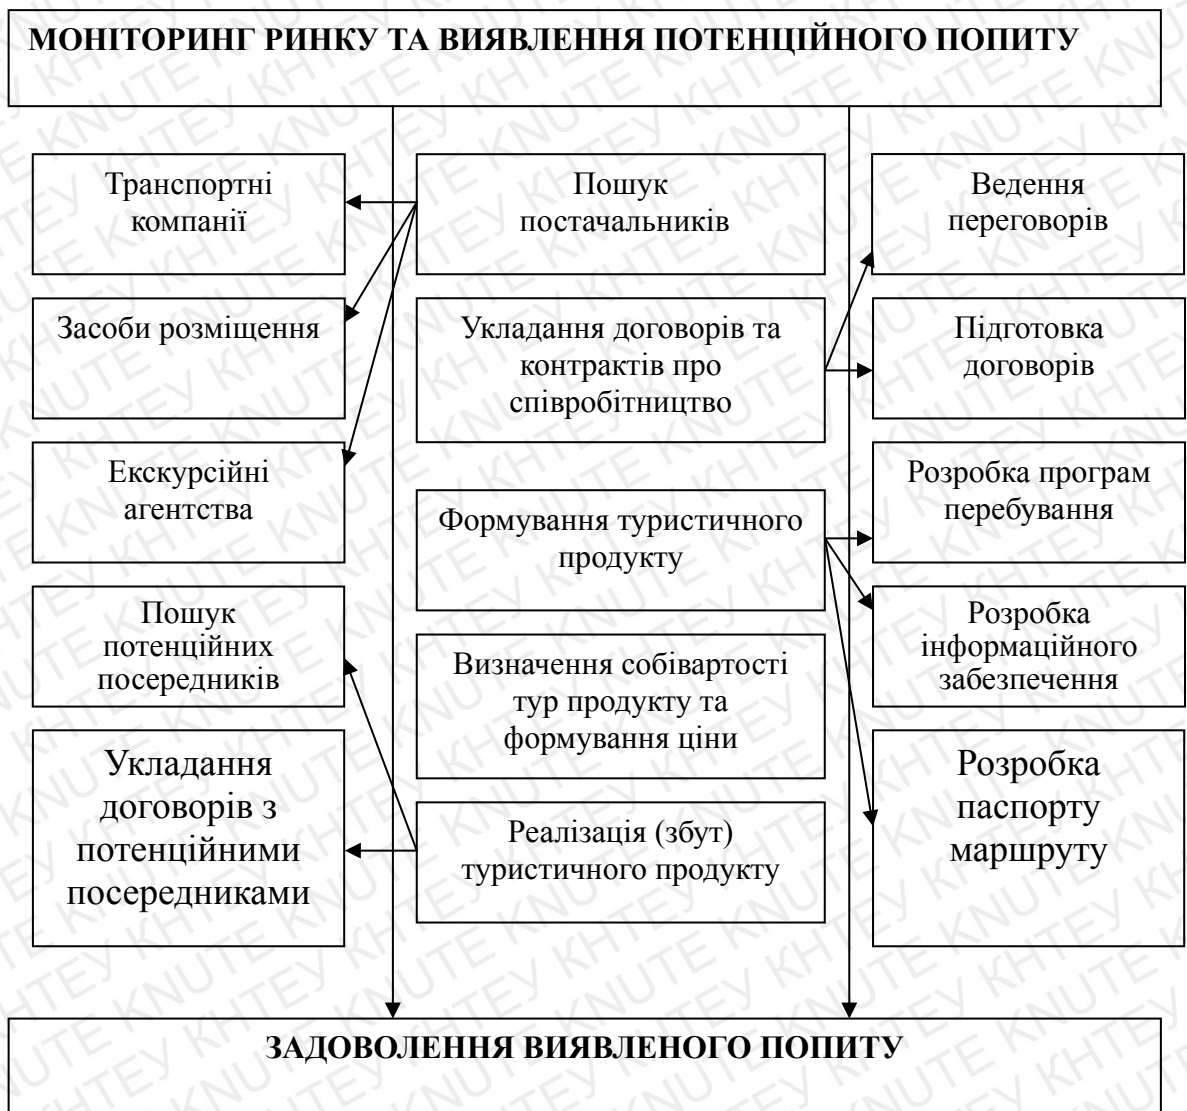 МОНІТОРИНГ РИНКУ ТА ВИЯВЛЕННЯ ПОТЕНЦІЙНОГО ПОПИТУ
Транспортні
компанії
Пошук
постачальників
Ведення
переговорів
Засоби розміщення
Укладання договорів та
контрактів про
співробітництво
Підготовка
договорів
Екскурсійні
агентства
Формування туристичного
продукту
Розробка програм
перебування
Пошук
потенційних
посередників
Визначення собівартості
тур продукту та
формування ціни
Розробка
інформаційного
забезпечення
Укладання
договорів з
потенційними
посередниками
Реалізація (збут)
туристичного продукту
Розробка
паспорту
маршруту
ЗАДОВОЛЕННЯ ВИЯВЛЕНОГО ПОПИТУ